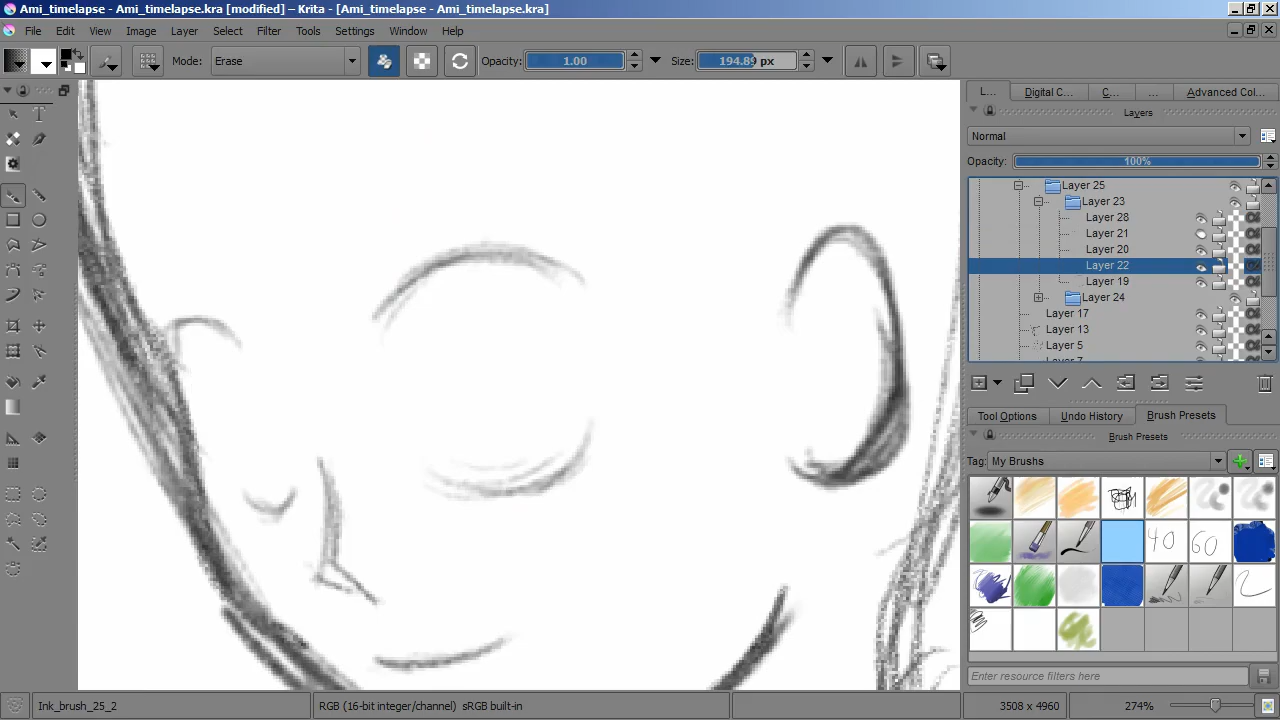 Ami_timelapse - Ami_timelapse.kra [modified] – Krita - [Ami_timelapse - Ami_timelapse.kra]
File Edit View Image Layer Select Filter Tools Settings Window Help
Mode: Erase Opacity: 1.00 Size: 194.89 px
L... Digital C... C... ... Advanced Col...
Layers
Normal
Opacity: 100%
Layer 25
Layer 23
Layer 28
Layer 21
Layer 20
Layer 22
Layer 19
Layer 24
Layer 17
Layer 13
Layer 5
Tool Options Undo History Brush Presets
Brush Presets
Tag: My Brushs
40 60
Enter resource filters here
Ink_brush_25_2 RGB (16-bit integer/channel) sRGB built-in 3508 x 4960 274%